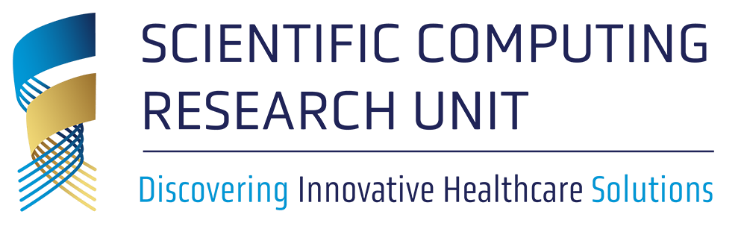 SCIENTIFIC COMPUTING
RESEARCH UNIT
Discovering Innovative Healthcare Solutions